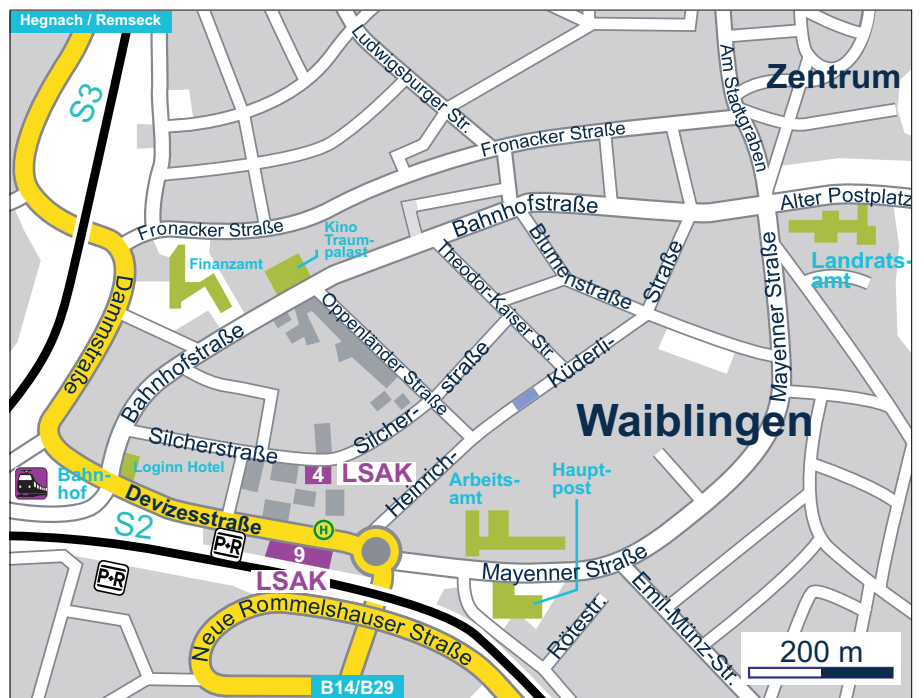 Hegnach / Remseck
S3
Ludwigsburger Str.
Am Stadtgraben
Zentrum
Fronacker Straße
Alter Postplatz
Fronacker Straße
Kino
Traum-
palast
Bahnhofstraße
Blumenstraße
Straße
Mayenner Straße
Landrats-
amt
Finanzamt
Theodor-Kaiser Str.
Dammstraße
Oppenländer Straße
Bahnhofstraße
Küderli-
Silcher-
straße
Waiblingen
Silcherstraße
Loginn Hotel
4
LSAK
Heinrich-
Arbeits-
amt
Haupt-
post
Bahn-
hof
Devizesstraße
S2
H
P+R
9
LSAK
P+R
Mayenner Straße
Neue Rommelshauser Straße
Rötestr.
Emil-Münz-Str.
200 m
B14/B29